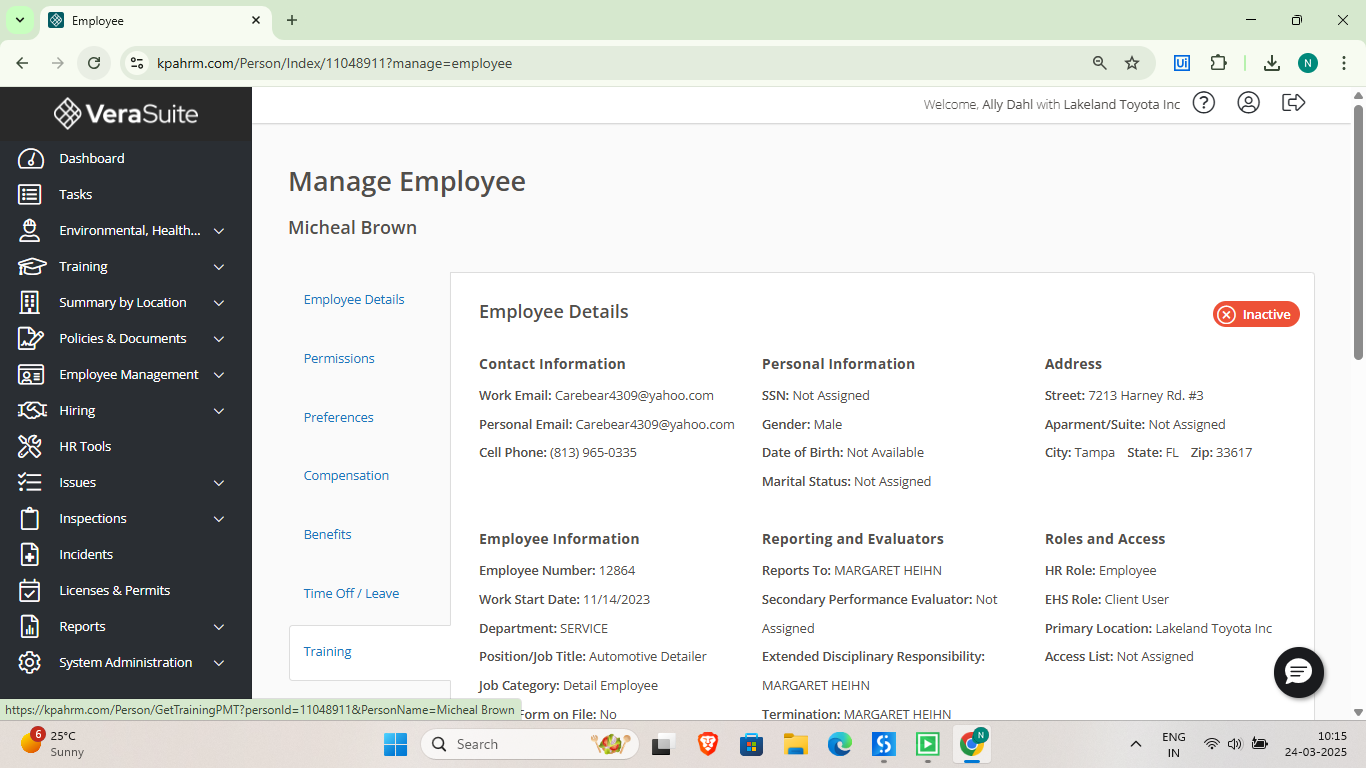 Employee
kpahrm.com/Person/Index/11048911?manage=employee
Ui
N
VeraSuite
Welcome, Ally Dahl with Lakeland Toyota Inc
?
Dashboard
Tasks
Environmental, Health...
Training
Summary by Location
Policies & Documents
Employee Management
Hiring
HR Tools
Issues
Inspections
Incidents
Licenses & Permits
Reports
System Administration
Manage Employee
Micheal Brown
Employee Details
Permissions
Preferences
Compensation
Benefits
Time Off / Leave
Training
Employee Details
Inactive
Contact Information
Work Email: Carebear4309@yahoo.com
Personal Email: Carebear4309@yahoo.com
Cell Phone: (813) 965-0335
Personal Information
SSN: Not Assigned
Gender: Male
Date of Birth: Not Available
Marital Status: Not Assigned
Address
Street: 7213 Harney Rd. #3
Aparment/Suite: Not Assigned
City: Tampa State: FL Zip: 33617
Employee Information
Employee Number: 12864
Work Start Date: 11/14/2023
Department: SERVICE
Position/Job Title: Automotive Detailer
Job Category: Detail Employee
Form on File: No
Reporting and Evaluators
Reports To: MARGARET HEIHN
Secondary Performance Evaluator: Not
Assigned
Extended Disciplinary Responsibility:
MARGARET HEIHN
Termination: MARGARET HEIHN
Roles and Access
HR Role: Employee
EHS Role: Client User
Primary Location: Lakeland Toyota Inc
Access List: Not Assigned
https://kpahrm.com/Person/GetTrainingPMT?personId=11048911&PersonName=Micheal Brown
6
25°C
Sunny
Search
N
ENG
IN
10:15
24-03-2025